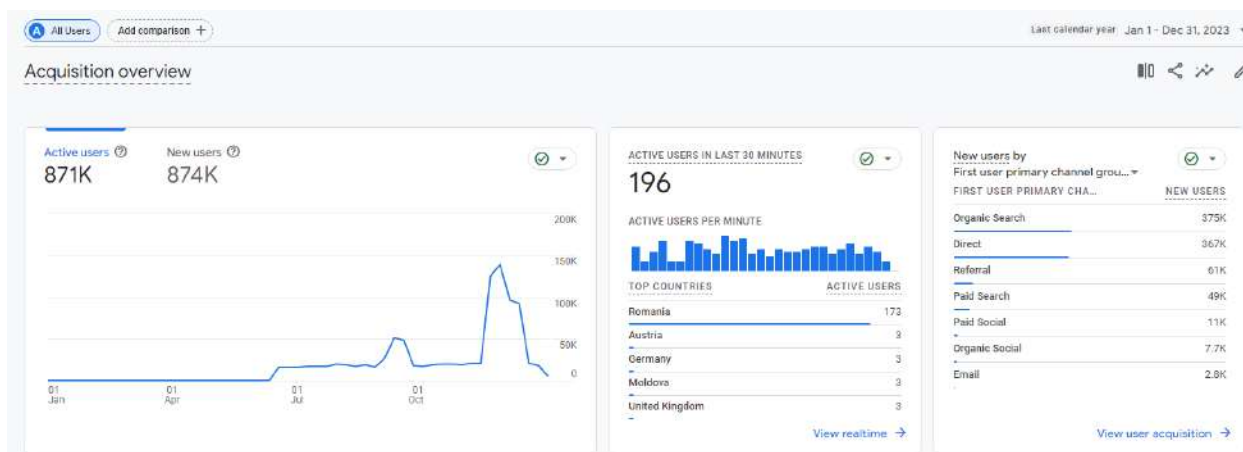 A All Users Add comparison +
Last calendar year Jan 1 - Dec 31, 2023
Acquisition overview
Active users New users
871K 874K
200K
150K
100K
50K
0
01 Jan
01 Apr
01 Jul
01 Oct
ACTIVE USERS IN LAST 30 MINUTES
196
ACTIVE USERS PER MINUTE
TOP COUNTRIES ACTIVE USERS
Romania 173
Austria 3
Germany 3
Moldova 3
United Kingdom 3
View realtime
New users by
First user primary channel grou...
FIRST USER PRIMARY CHA... NEW USERS
Organic Search 375K
Direct 367K
Referral 61K
Paid Search 49K
Paid Social 11K
Organic Social 7.7K
Email 2.8K
View user acquisition